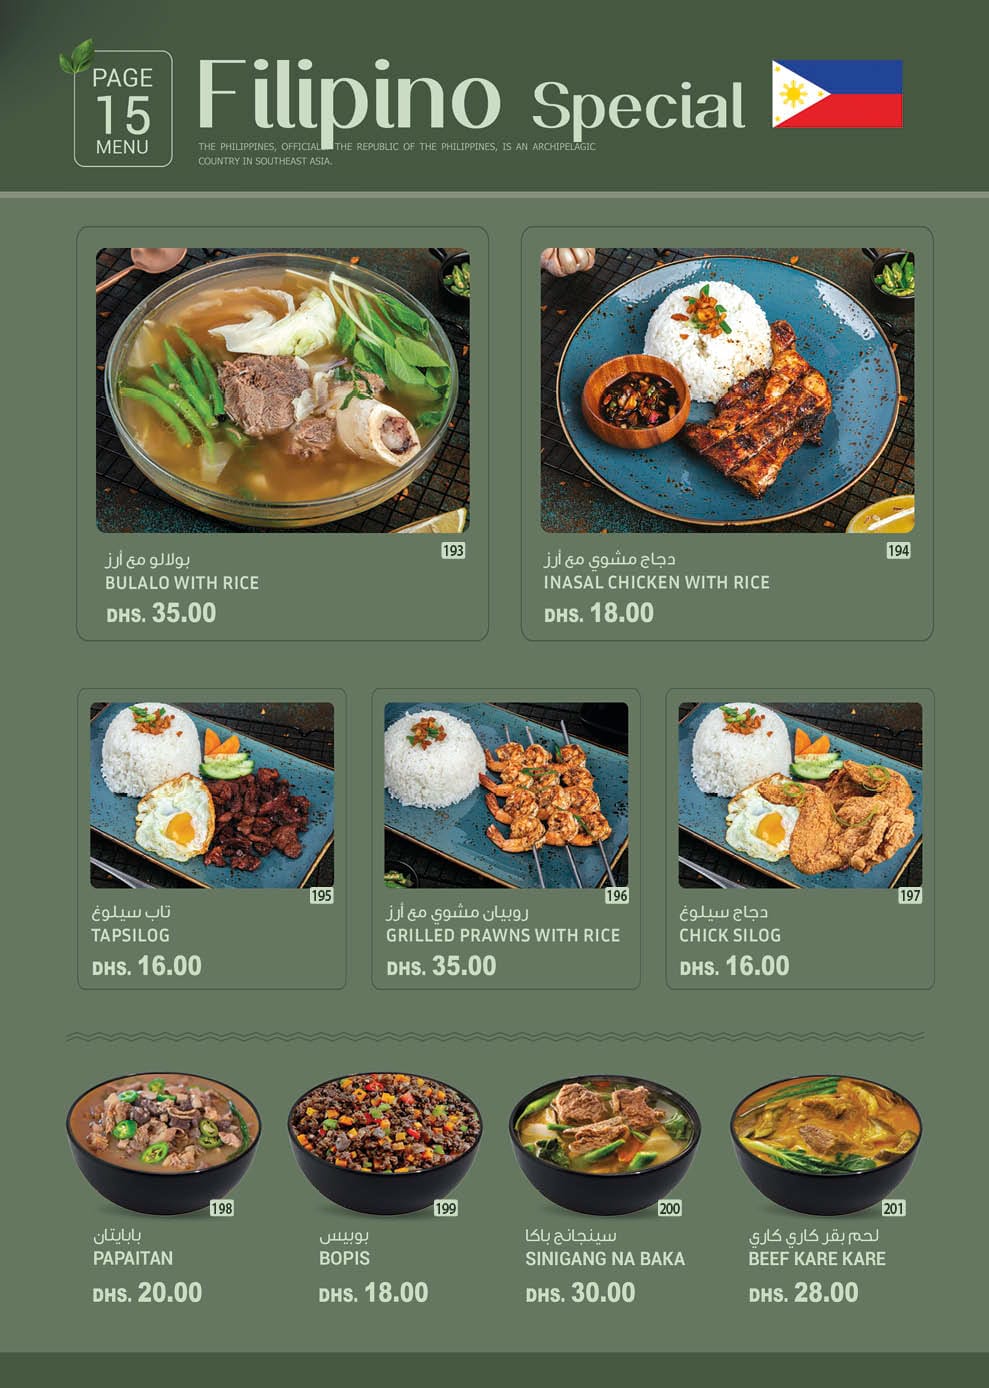 PAGE
15
MENU
Filipino Special
THE PHILIPPINES, OFFICIALLY THE REPUBLIC OF THE PHILIPPINES, IS AN ARCHIPELAGIC
COUNTRY IN SOUTHEAST ASIA.
193
بولالو مع أرز
BULALO WITH RICE
DHS. 35.00
194
دجاج مشوي مع أرز
INASAL CHICKEN WITH RICE
DHS. 18.00
195
تاب سيلوغ
TAPSILOG
DHS. 16.00
196
روبيان مشوي مع أرز
GRILLED PRAWNS WITH RICE
DHS. 35.00
197
دجاج سيلوغ
CHICK SILOG
DHS. 16.00
198
بابايتان
PAPAITAN
DHS. 20.00
199
بوبيس
BOPIS
DHS. 18.00
200
سينجانج باكا
SINIGANG NA BAKA
DHS. 30.00
201
لحم بقر كاري كاري
BEEF KARE KARE
DHS. 28.00